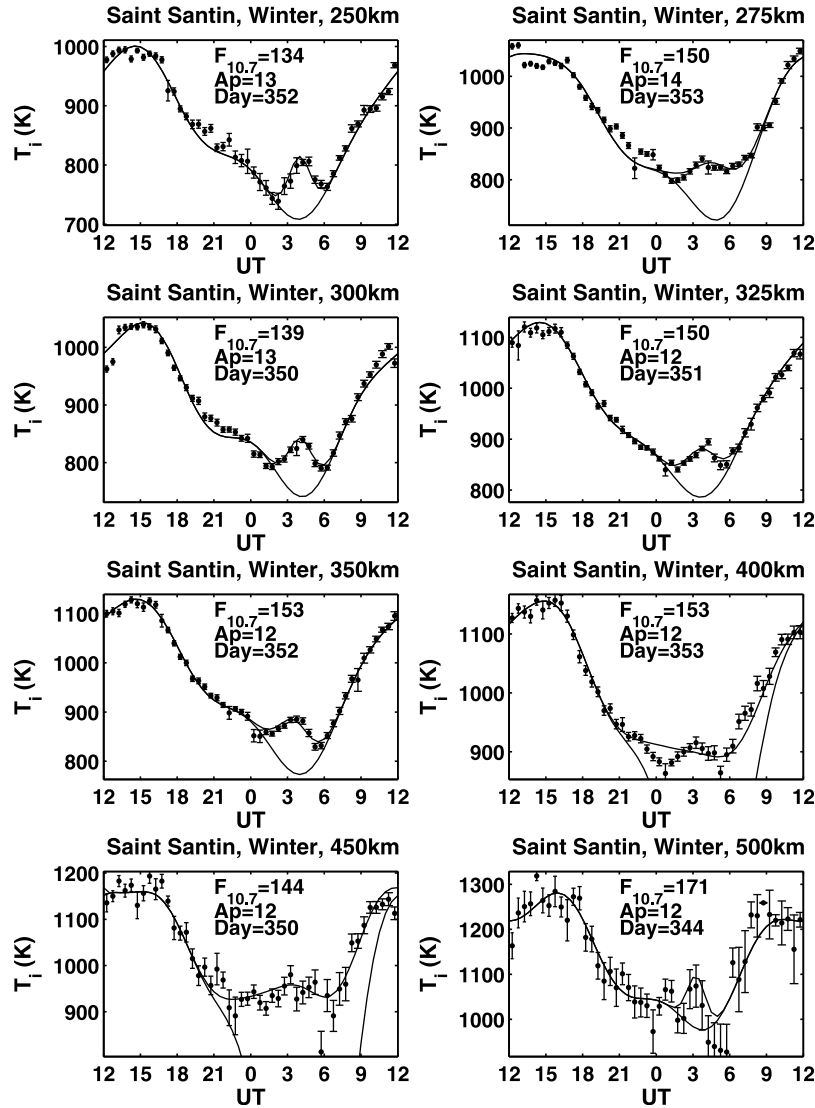 Saint Santin, Winter, 250km
F10.7=134
Ap=13
Day=352
Ti (K)
1000
900
800
700
12 15 18 21 0 3 6 9 12
UT
Saint Santin, Winter, 275km
F10.7=150
Ap=14
Day=353
Ti (K)
1000
900
800
12 15 18 21 0 3 6 9 12
UT
Saint Santin, Winter, 300km
F10.7=139
Ap=13
Day=350
Ti (K)
1000
900
800
12 15 18 21 0 3 6 9 12
UT
Saint Santin, Winter, 325km
F10.7=150
Ap=12
Day=351
Ti (K)
1100
1000
900
800
12 15 18 21 0 3 6 9 12
UT
Saint Santin, Winter, 350km
F10.7=153
Ap=12
Day=352
Ti (K)
1100
1000
900
800
12 15 18 21 0 3 6 9 12
UT
Saint Santin, Winter, 400km
F10.7=153
Ap=12
Day=353
Ti (K)
1100
1000
900
12 15 18 21 0 3 6 9 12
UT
Saint Santin, Winter, 450km
F10.7=144
Ap=12
Day=350
Ti (K)
1200
1100
1000
900
12 15 18 21 0 3 6 9 12
UT
Saint Santin, Winter, 500km
F10.7=171
Ap=12
Day=344
Ti (K)
1300
1200
1100
1000
12 15 18 21 0 3 6 9 12
UT